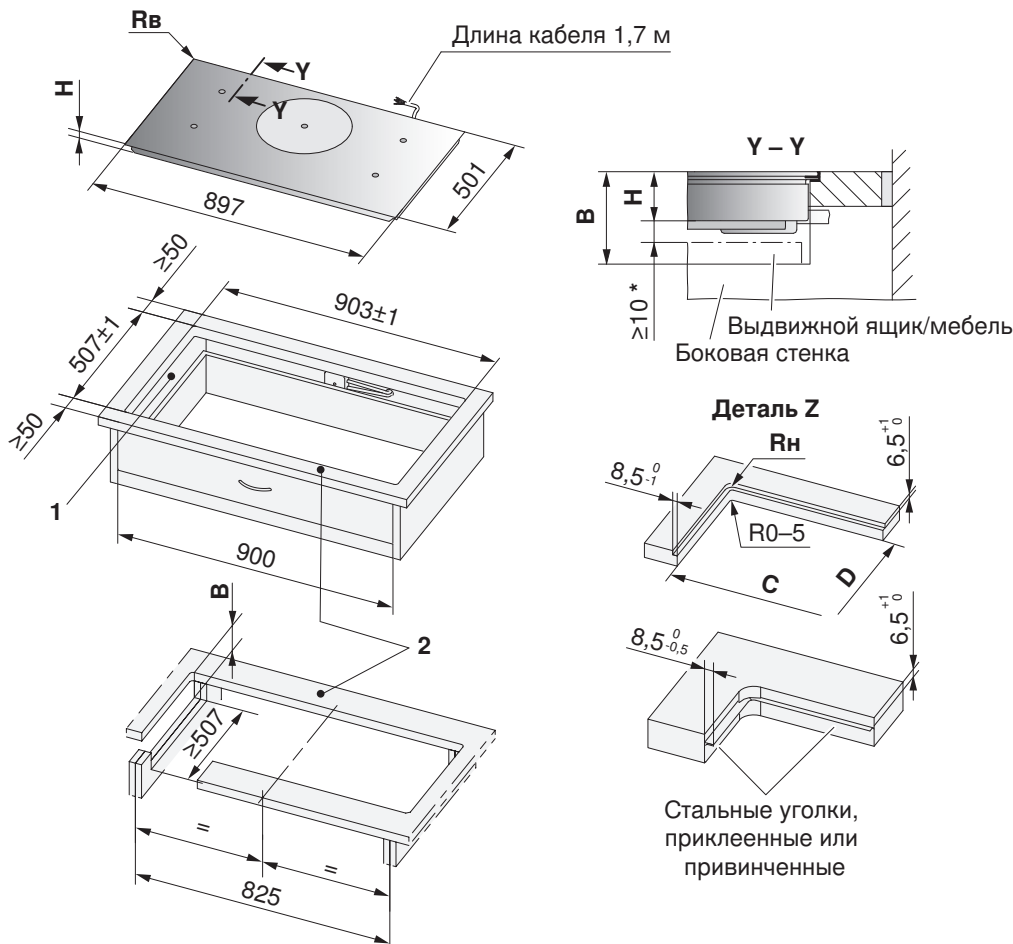 Rв
Длина кабеля 1,7 м
Y
Y
H
897
501
Y – Y
B
H
≥10 *
Выдвижной ящик/мебель
Боковая стенка
≥50
507±1
≥50
903±1
1
900
Деталь Z
Rн
8,5 0 -1
6,5 +1 0
R0–5
C
D
B
2
≥507
=
=
825
8,5 0 -0,5
6,5 +1 0
Стальные уголки,
приклеенные или
привинченные